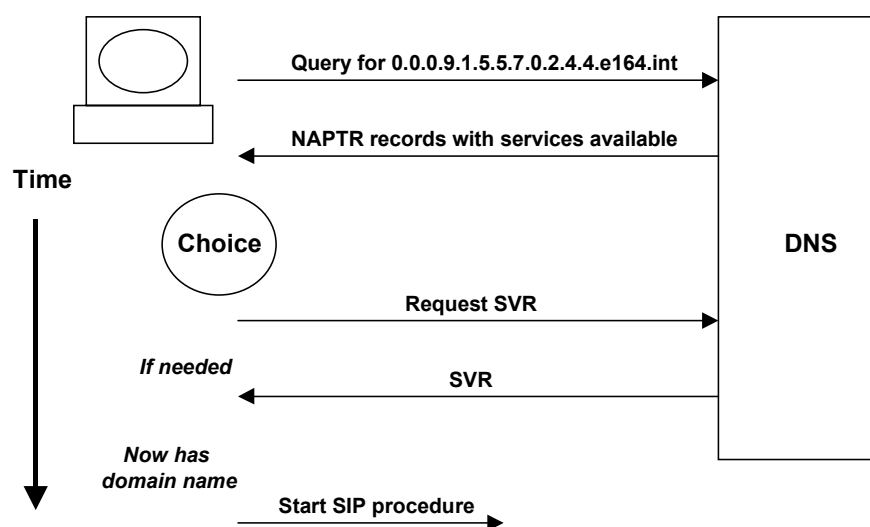 Query for 0.0.0.9.1.5.5.7.0.2.4.4.e164.int
NAPTR records with services available
Time
Choice
DNS
Request SVR
If needed
SVR
Now has
domain name
Start SIP procedure